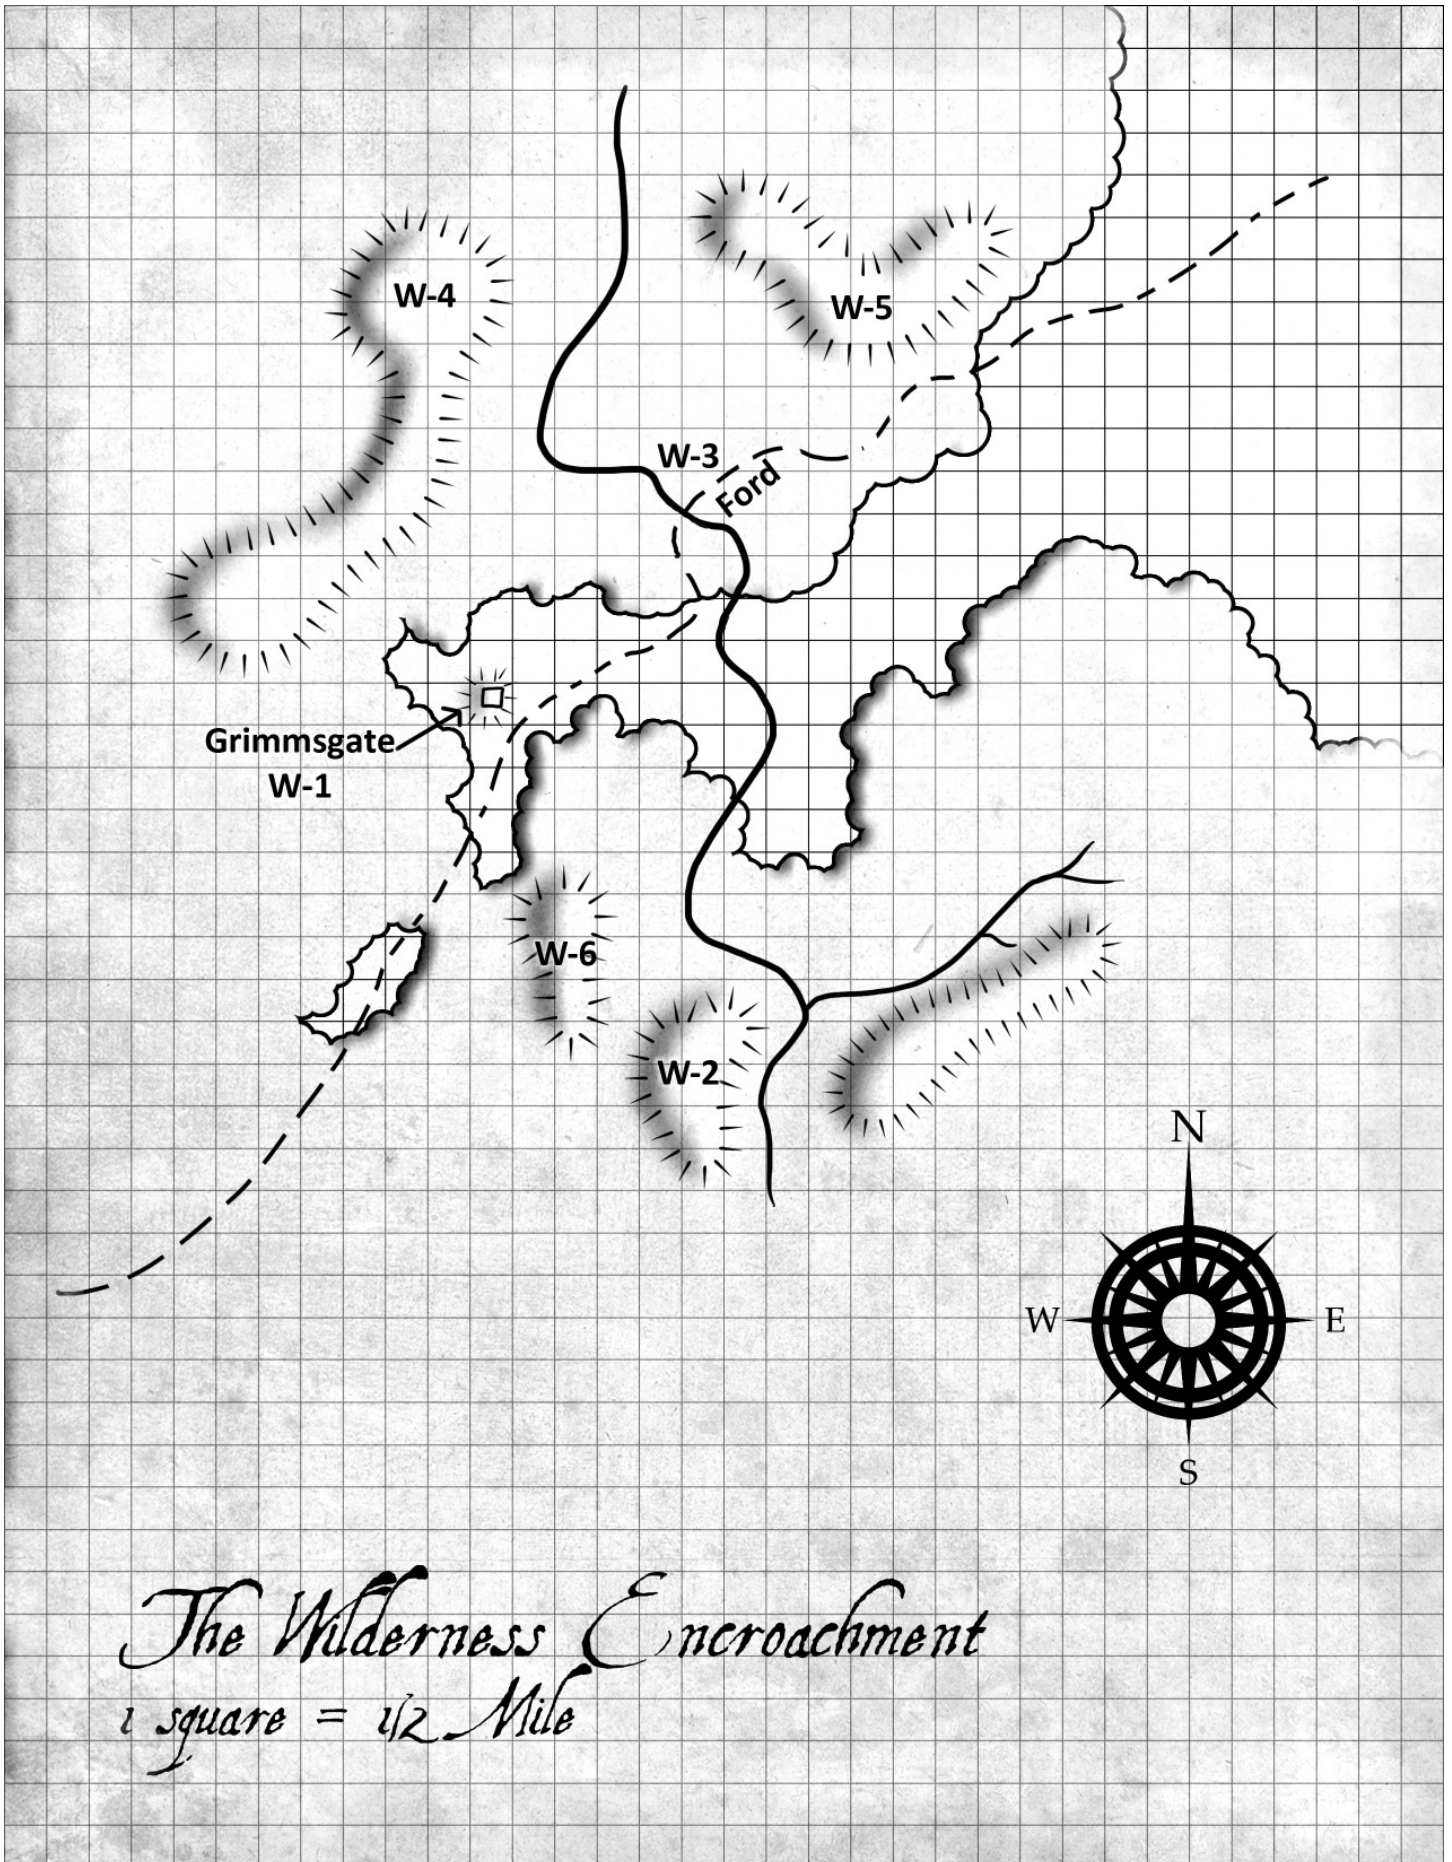 W-4
W-5
W-3
Ford
Grimmsgate
W-1
W-6
W-2
N
W
E
S
The Wilderness Encroachment
1 square = 1/2 Mile